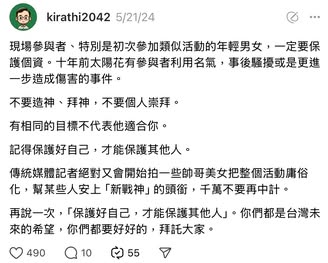 kirathi2042 5/21/24
現場參與者、特別是初次參加類似活動的年輕男女，一定要保
護個資。十年前太陽花有參與者利用名氣，事後騷擾或是更進
一步造成傷害的事件。
不要造神、拜神，不要個人崇拜。
有相同的目標不代表他適合你。
記得保護好自己，才能保護其他人。
傳統媒體記者絕對又會開始拍一些帥哥美女把整個活動庸俗
化，幫某些人安上「新戰神」的頭銜，千萬不要再中計。
再說一次，「保護好自己，才能保護其他人」。你們都是台灣未
來的希望，你們都要好好的，拜託大家。
490 10 55